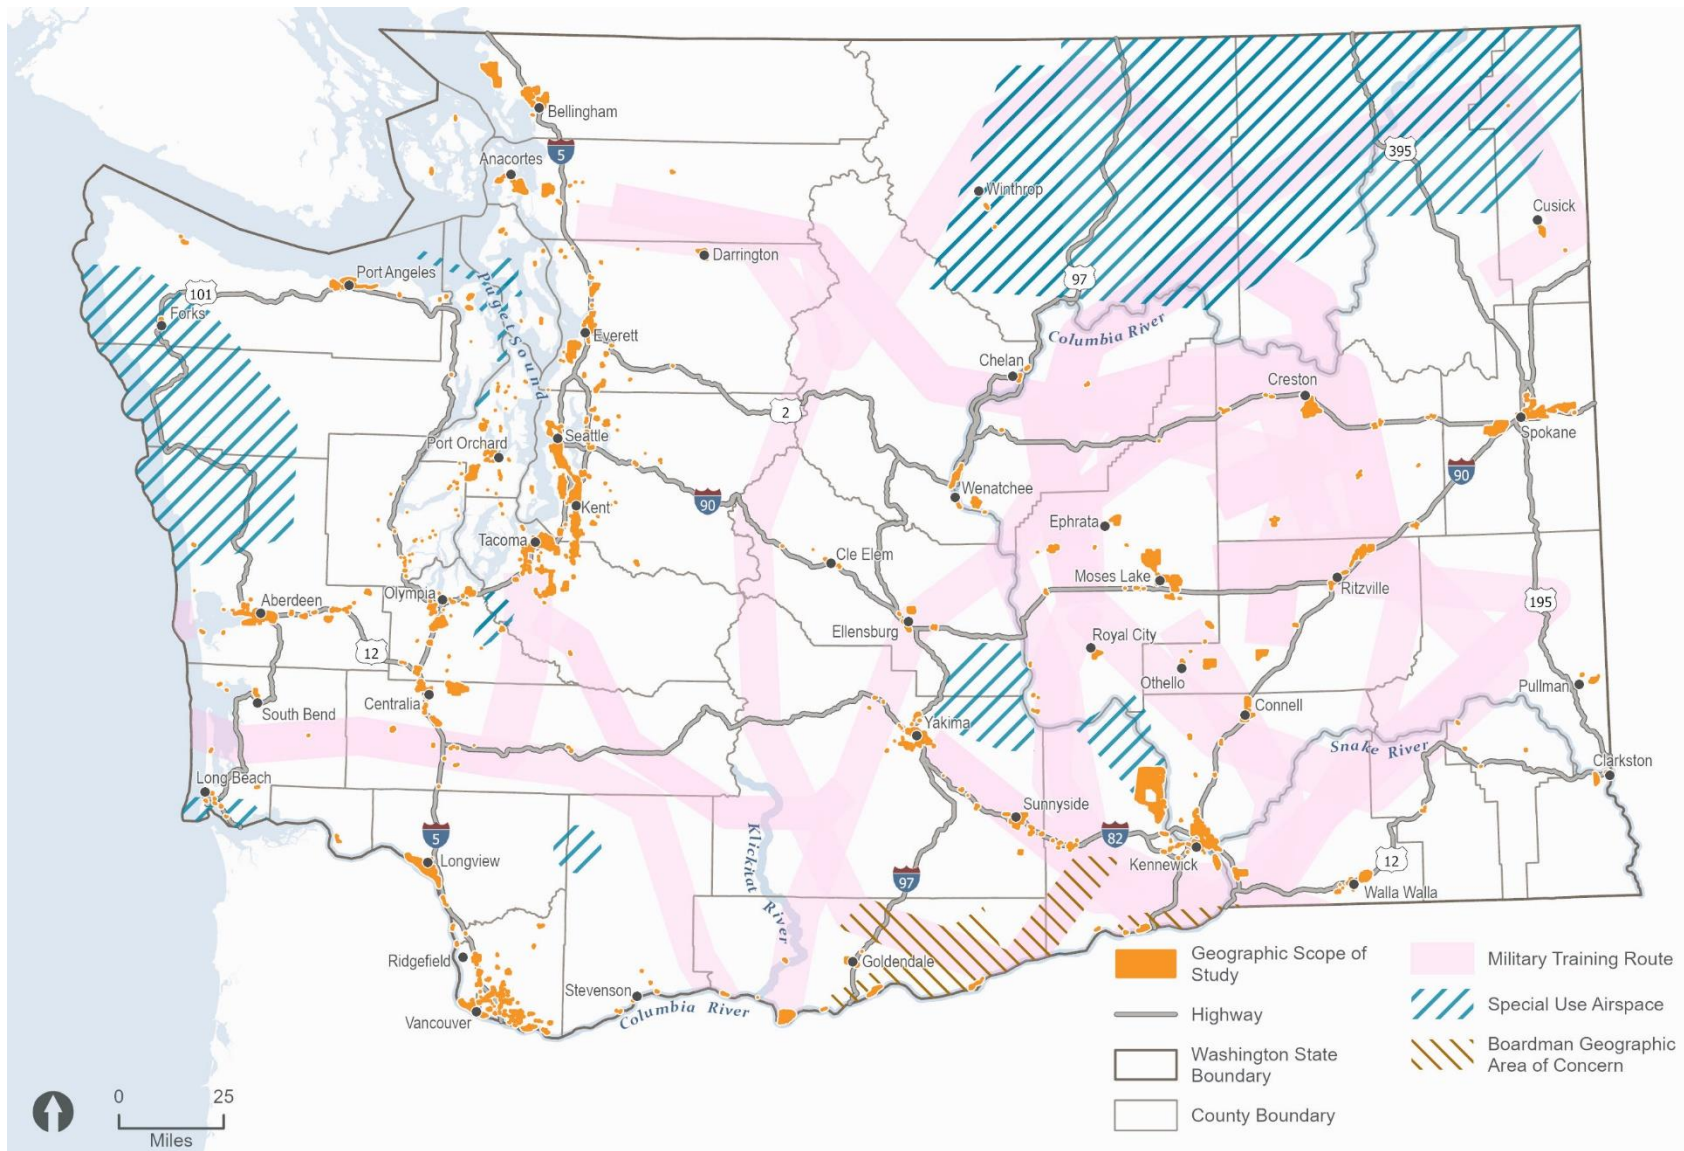 Bellingham
5
Anacortes
395
Winthrop
Cusick
Darrington
Port Angeles
97
101
Puget Sound
Forks
Everett
Columbia River
Chelan
Creston
2
Seattle
Port Orchard
Spokane
90
Wenatchee
90
Kent
Ephrata
Tacoma
Cle Elem
Moses Lake
Ritzville
Olympia
Aberdeen
195
Ellensburg
Royal City
12
Othello
Pullman
Centralia
South Bend
Connell
Yakima
Snake River
Clarkston
Long Beach
Sunnyside
5
82
Klickitat River
Longview
Kennewick
12
97
Walla Walla
Ridgefield
Goldendale
Stevenson
Columbia River
Vancouver
Geographic Scope of
Study
Highway
Washington State
Boundary
County Boundary
Military Training Route
Special Use Airspace
Boardman Geographic
Area of Concern
0 25
Miles